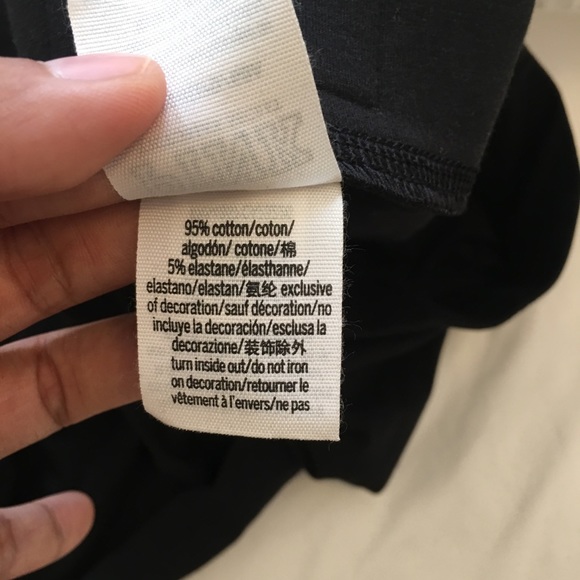 95% cotton/coton/
algodón/ cotone/棉
5% elastane/élasthanne/
elastano/elastan/氨纶 exclusive
of decoration/sauf décoration/no
incluye la decoración/esclusa la
decorazione/装饰除外
turn inside out/do not iron
on decoration/retourner le
vêtement à l'envers/ne pas